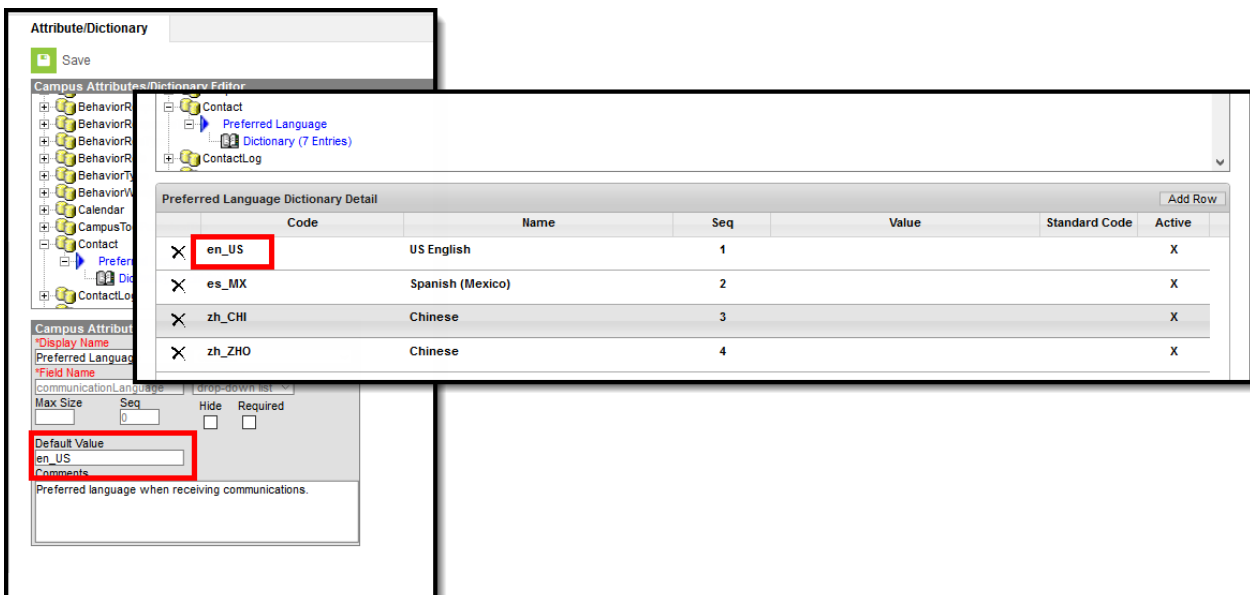 Attribute/Dictionary
Save
Campus Attributes/Dictionary Editor
BehaviorR
BehaviorR
BehaviorR
BehaviorR
BehaviorTy
BehaviorW
Calendar
CampusTo
Contact
Prefer
Dic
ContactLo
Contact
Preferred Language
Dictionary (7 Entries)
ContactLog
Preferred Language Dictionary Detail Add Row
Code Name Seq Value Standard Code Active
X en_US US English 1 X
X es_MX Spanish (Mexico) 2 X
X zh_CHI Chinese 3 X
X zh_ZHO Chinese 4 X
Campus Attribut
*Display Name
Preferred Languag
*Field Name
communicationLanguage drop-down list
Max Size Seq Hide Required
0
Default Value
en_US
Comments
Preferred language when receiving communications.